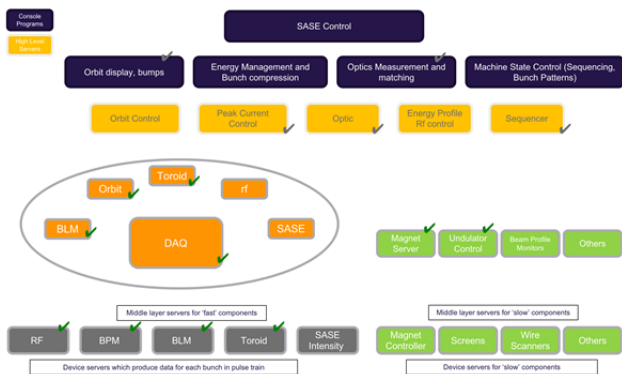 Console
Programs
High Level
Servers
SASE Control
Orbit display, bumps
Energy Management and
Bunch compression
Optics Measurement and
matching
Machine State Control (Sequencing,
Bunch Patterns)
Orbit Control
Peak Current
Control
Optic
Energy Profile
Rf control
Sequencer
Toroid
Orbit
rf
BLM
DAQ
SASE
Magnet
Server
Undulator
Control
Beam Profile
Monitors
Others
Middle layer servers for 'fast' components
Middle layer servers for 'slow' components
RF
BPM
BLM
Toroid
SASE
Intensity
Magnet
Controller
Screens
Wire
Scanners
Others
Device servers which produce data for each bunch in pulse train
Device servers for 'slow' components